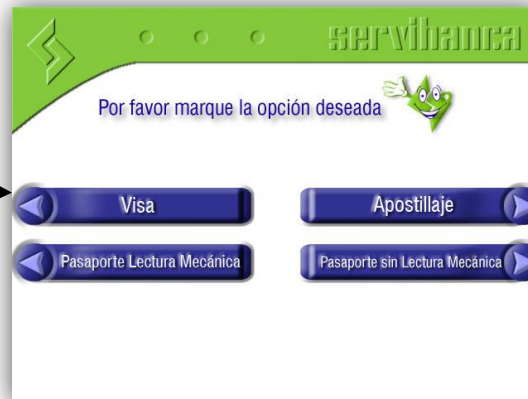 servibanca
Por favor marque la opción deseada
Visa
Apostillaje
Pasaporte Lectura Mecánica
Pasaporte sin Lectura Mecánica